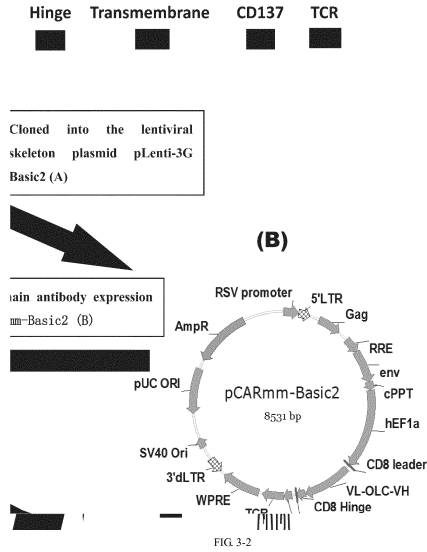 Hinge Transmembrane CD137 TCR
Cloned into the lentiviral
skeleton plasmid pLenti-3G
Basic2 (A)
(B)
ain antibody expression
mm-Basic2 (B)
RSV promoter
5'LTR
Gag
AmpR
RRE
env
cPPT
pUC ORI
pCARmm-Basic2
8531 bp
hEF1a
SV40 Ori
CD8 leader
3'dLTR
VL-OLC-VH
WPRE
TCR
CD8 Hinge
FIG. 3-2